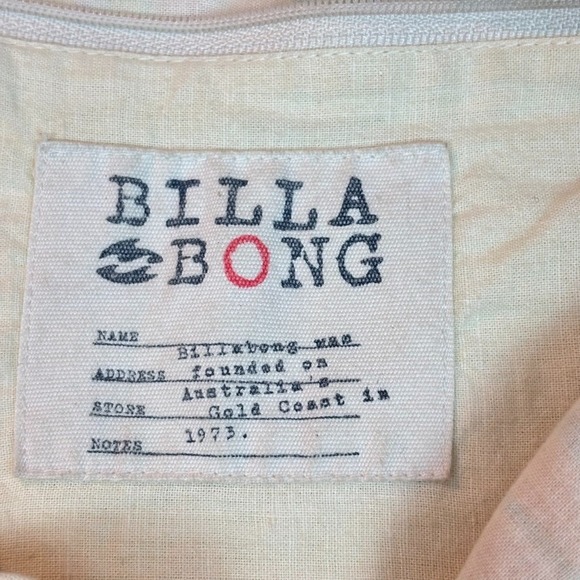 BILLA
BONG
NAME
Billabong was
ADDRESS founded on
Australia's
STORE Gold Coast in
NOTES 1973.